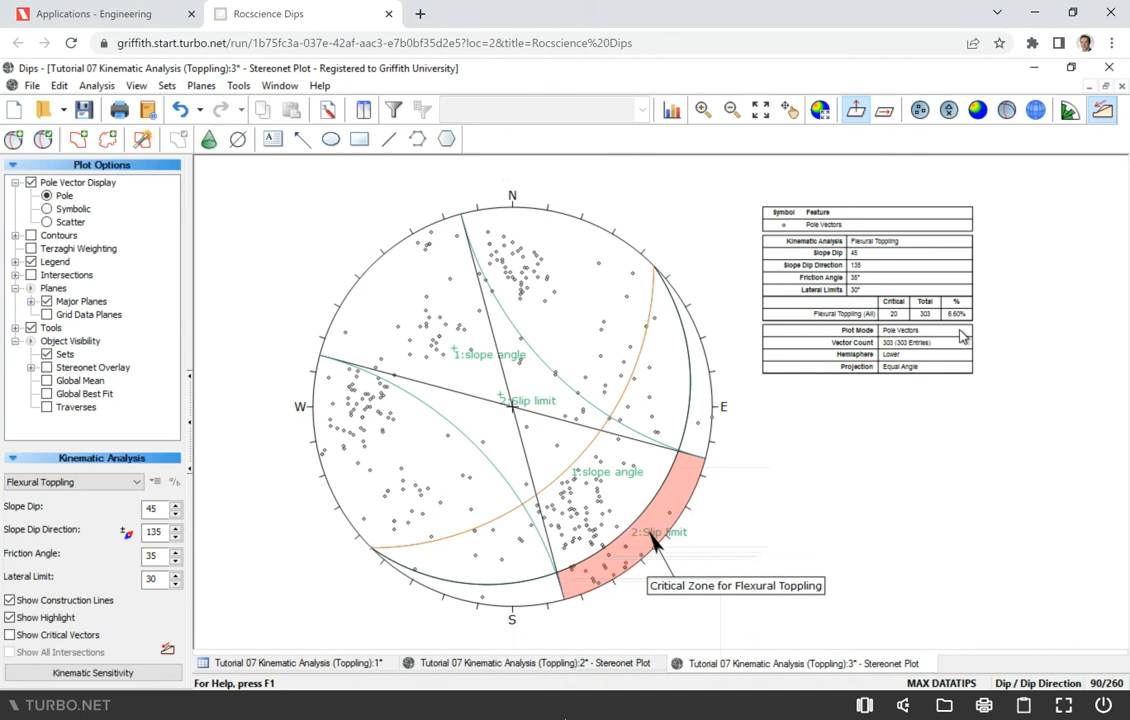 Applications - Engineering
Rocscience Dips
griffith.start.turbo.net/run/1b75fc3a-037e-42af-aac3-e7b0bf35d2e5?loc=2&title=Rocscience%20Dips
Dips - [Tutorial 07 Kinematic Analysis (Toppling):3* - Stereonet Plot - Registered to Griffith University]
File Edit Analysis View Sets Planes Tools Window Help
Plot Options
Pole Vector Display
Pole
Symbolic
Scatter
Contours
Terzaghi Weighting
Legend
Intersections
Planes
Major Planes
Grid Data Planes
Tools
Object Visibility
Sets
Stereonet Overlay
Global Mean
Global Best Fit
Traverses
Kinematic Analysis
Flexural Toppling
Slope Dip: 45
Slope Dip Direction: 135
Friction Angle: 35
Lateral Limit: 30
Show Construction Lines
Show Highlight
Show Critical Vectors
Show All Intersections
Kinematic Sensitivity
N
W
E
S
1:slope angle
2:Slip limit
1:slope angle
2:Slip limit
Critical Zone for Flexural Toppling
Symbol Feature
Pole Vectors
Kinematic Analysis Flexural Toppling
Slope Dip 45
Slope Dip Direction 135
Friction Angle 35°
Lateral Limits 30°
Critical Total %
Flexural Toppling (All) 20 303 6.60%
Plot Mode Pole Vectors
Vector Count 303 (303 Entries)
Hemisphere Lower
Projection Equal Angle
Tutorial 07 Kinematic Analysis (Toppling):1* Tutorial 07 Kinematic Analysis (Toppling):2* - Stereonet Plot Tutorial 07 Kinematic Analysis (Toppling):3* - Stereonet Plot
For Help, press F1 MAX DATATIPS Dip / Dip Direction 90/260
TURBO.NET